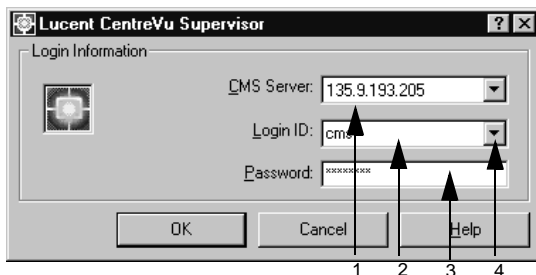 Lucent CentreVu Supervisor
Login Information
CMS Server: 135.9.193.205
Login ID: cms
Password: ********
OK Cancel Help
1 2 3 4